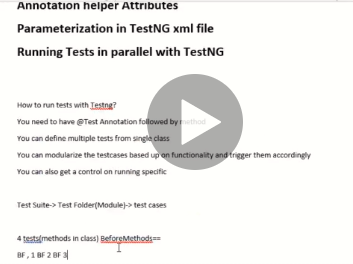 Annotation helper Attributes
Parameterization in TestNG xml file
Running Tests in parallel with TestNG
How to run tests with Testng?
You need to have @Test Annotation followed by method
You can define multiple tests from single class
You can modularize the testcases based up on functionality and trigger them accordingly
You can also get a control on running specific
Test Suite-> Test Folder(Module)-> test cases
4 tests(methods in class) BeforeMethods==
BF , 1 BF 2 BF 3